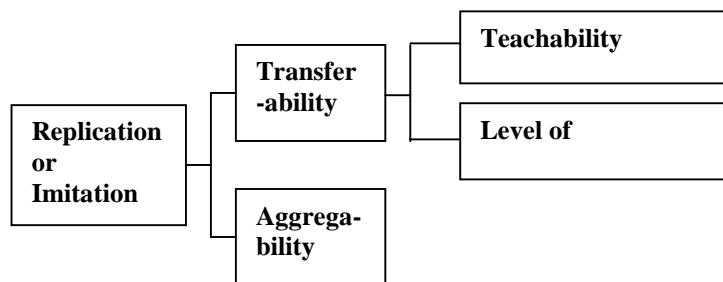 Replication
or
Imitation
Transfer
-ability
Aggrega-
bility
Teachability
Level of